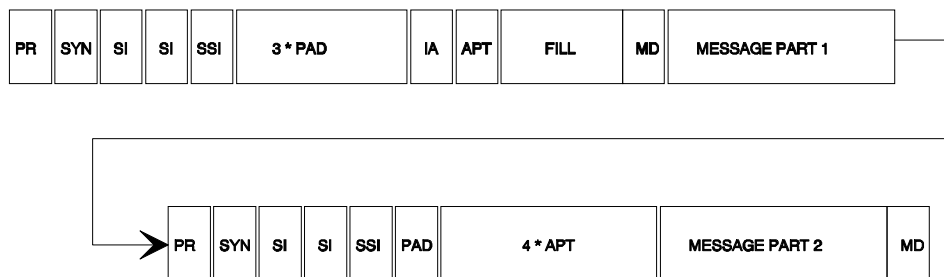 PR SYN SI SI SSI 3 * PAD IA APT FILL MD MESSAGE PART 1
PR SYN SI SI SSI PAD 4 * APT MESSAGE PART 2 MD